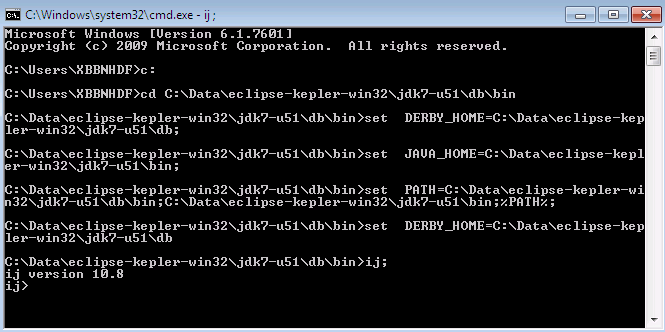 C:\Windows\system32\cmd.exe - ij;
Microsoft Windows [Version 6.1.7601]
Copyright (c) 2009 Microsoft Corporation.  All rights reserved.
C:\Users\XBBNHDF>c:
C:\Users\XBBNHDF>cd C:\Data\eclipse-kepler-win32\jdk7-u51\db\bin
C:\Data\eclipse-kepler-win32\jdk7-u51\db\bin>set  DERBY_HOME=C:\Data\eclipse-kep
ler-win32\jdk7-u51\db;
C:\Data\eclipse-kepler-win32\jdk7-u51\db\bin>set  JAVA_HOME=C:\Data\eclipse-kepl
er-win32\jdk7-u51\bin;
C:\Data\eclipse-kepler-win32\jdk7-u51\db\bin>set  PATH=C:\Data\eclipse-kepler-wi
n32\jdk7-u51\db\bin;C:\Data\eclipse-kepler-win32\jdk7-u51\bin;%PATH%;
C:\Data\eclipse-kepler-win32\jdk7-u51\db\bin>set  DERBY_HOME=C:\Data\eclipse-kep
ler-win32\jdk7-u51\db
C:\Data\eclipse-kepler-win32\jdk7-u51\db\bin>ij;
ij version 10.8
ij>